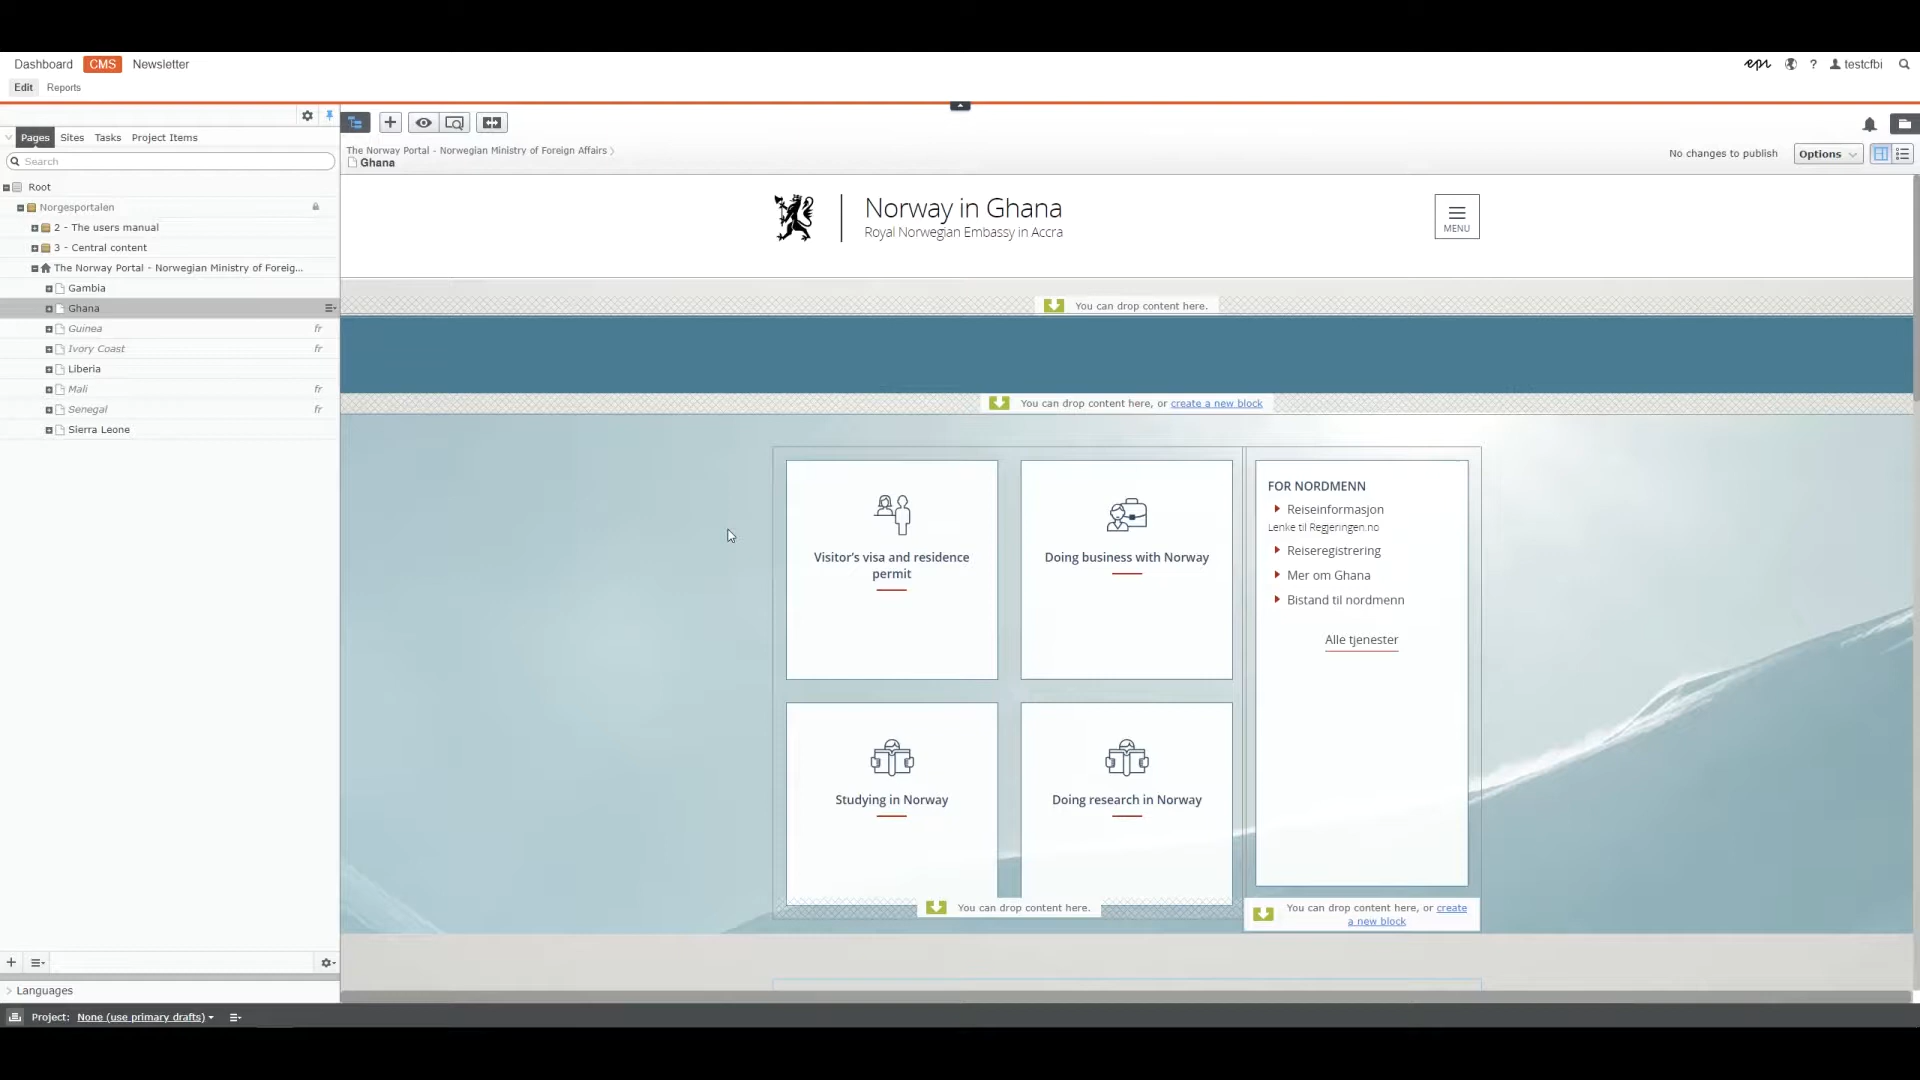 Dashboard CMS Newsletter
epi ? testcfbi
Edit Reports
Pages Sites Tasks Project Items
Search
Root
Norgesportalen
2 - The users manual
3 - Central content
The Norway Portal - Norwegian Ministry of Foreig...
Gambia
Ghana
Guinea fr
Ivory Coast fr
Liberia
Mali fr
Senegal fr
Sierra Leone
Languages
Project: None (use primary drafts)
The Norway Portal - Norwegian Ministry of Foreign Affairs
Ghana
No changes to publish Options
Norway in Ghana
Royal Norwegian Embassy in Accra
MENU
You can drop content here.
You can drop content here, or create a new block
Visitor's visa and residence
permit
Doing business with Norway
Studying in Norway
Doing research in Norway
You can drop content here.
FOR NORDMENN
Reiseinformasjon
Lenke til Regjeringen.no
Reiseregistrering
Mer om Ghana
Bistand til nordmenn
Alle tjenester
You can drop content here, or create
a new block